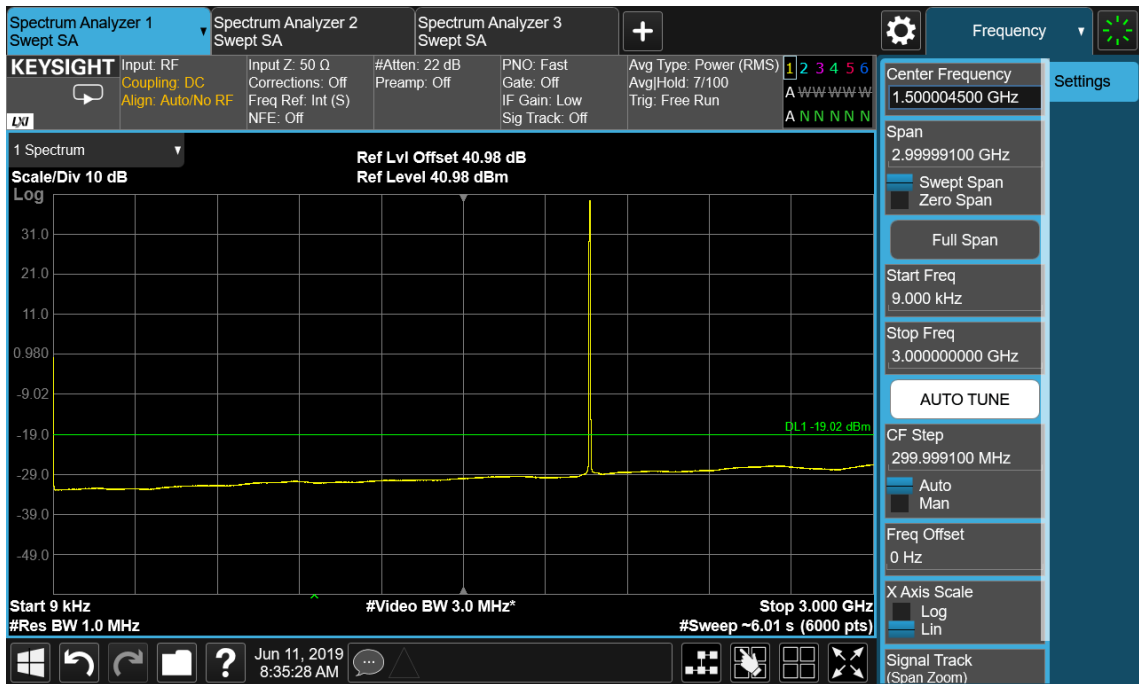 Spectrum Analyzer 1
Swept SA
Spectrum Analyzer 2
Swept SA
Spectrum Analyzer 3
Swept SA
Frequency
KEYSIGHT
LXI
Input: RF
Coupling: DC
Align: Auto/No RF
Input Z: 50 Ω
Corrections: Off
Freq Ref: Int (S)
NFE: Off
#Atten: 22 dB
Preamp: Off
PNO: Fast
Gate: Off
IF Gain: Low
Sig Track: Off
Avg Type: Power (RMS)
Avg|Hold: 7/100
Trig: Free Run
1 2 3 4 5 6
A W W W W W
A N N N N N
1 Spectrum
Scale/Div 10 dB
Ref Lvl Offset 40.98 dB
Ref Level 40.98 dBm
Log
31.0
21.0
11.0
0.980
-9.02
-19.0
-29.0
-39.0
-49.0
DL1 -19.02 dBm
Start 9 kHz
#Video BW 3.0 MHz*
Stop 3.000 GHz
#Res BW 1.0 MHz
#Sweep ~6.01 s (6000 pts)
Center Frequency
1.500004500 GHz
Span
2.99999100 GHz
Swept Span
Zero Span
Full Span
Start Freq
9.000 kHz
Stop Freq
3.000000000 GHz
AUTO TUNE
CF Step
299.999100 MHz
Auto
Man
Freq Offset
0 Hz
X Axis Scale
Log
Lin
Signal Track
(Span Zoom)
Settings
?
Jun 11, 2019
8:35:28 AM